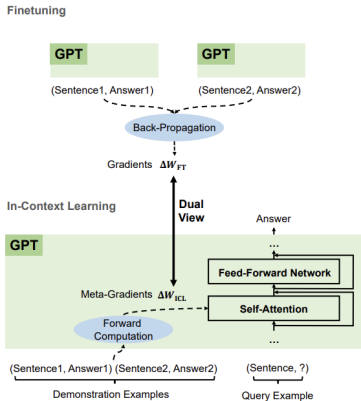 Finetuning
GPT
GPT
(Sentence1, Answer1)
(Sentence2, Answer2)
Back-Propagation
Gradients ΔW_FT
In-Context Learning
Dual
View
Answer
GPT
...
Feed-Forward Network
Meta-Gradients ΔW_ICL
Self-Attention
Forward
Computation
...
(Sentence1, Answer1) (Sentence2, Answer2)
(Sentence, ?)
Demonstration Examples
Query Example